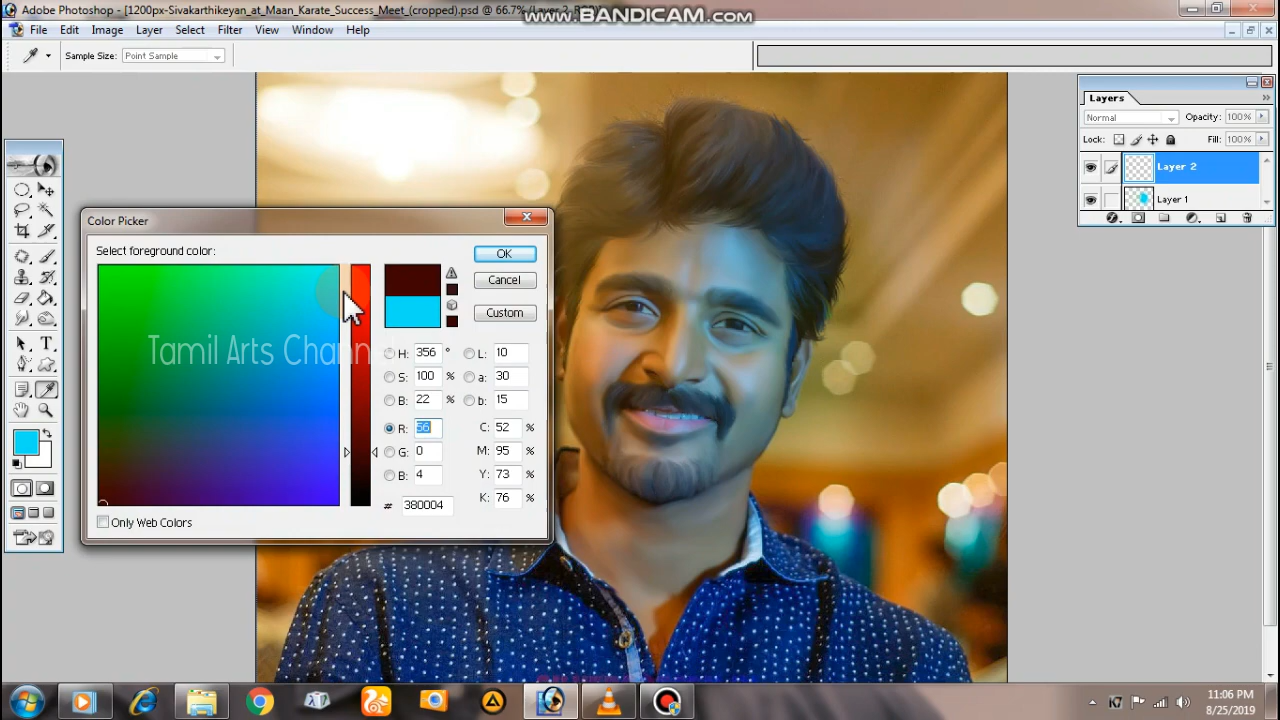 Adobe Photoshop - [1200px-Sivakarthikeyan_at_Maan_Karate_Success_Meet_(cropped).psd @ 66.7% (Layer 2, RGB)]
www.BANDICAM.com
File Edit Image Layer Select Filter View Window Help
Sample Size: Point Sample
Layers
Normal Opacity: 100%
Lock: Fill: 100%
Layer 2
Layer 1
Color Picker
Select foreground color:
OK
Cancel
Custom
Tamil Arts Chann
H: 356 ° L: 10
S: 100 % a: 30
B: 22 % b: 15
R: 56 C: 52 %
G: 0 M: 95 %
B: 4 Y: 73 %
# 380004 K: 76 %
Only Web Colors
11:06 PM
8/25/2019